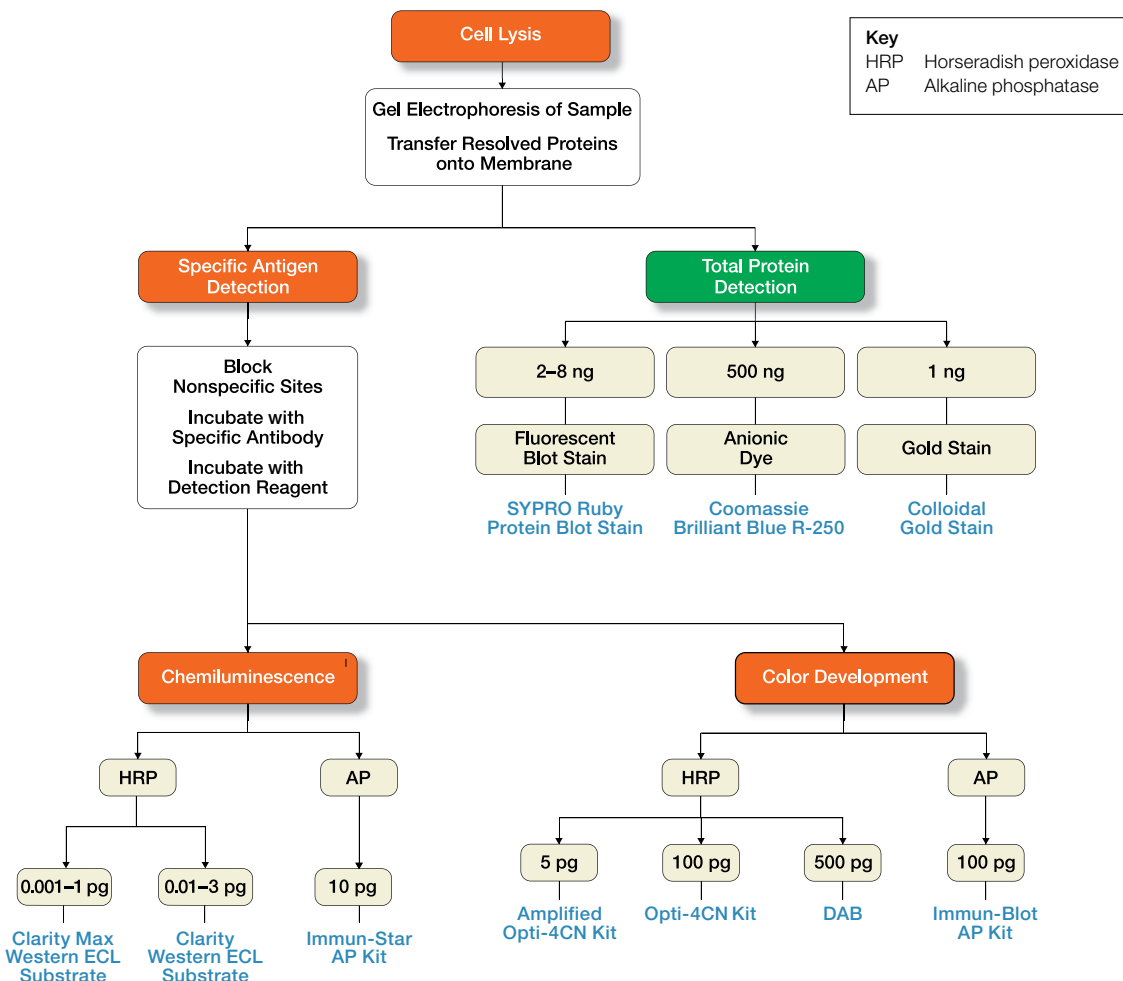 Cell Lysis
Key
HRP Horseradish peroxidase
AP Alkaline phosphatase
Gel Electrophoresis of Sample
Transfer Resolved Proteins
onto Membrane
Specific Antigen
Detection
Total Protein
Detection
Block
Nonspecific Sites
Incubate with
Specific Antibody
Incubate with
Detection Reagent
2–8 ng
500 ng
1 ng
Fluorescent
Blot Stain
Anionic
Dye
Gold Stain
SYPRO Ruby
Protein Blot Stain
Coomassie
Brilliant Blue R-250
Colloidal
Gold Stain
Chemiluminescence
Color Development
HRP
AP
HRP
AP
0.001–1 pg
0.01–3 pg
10 pg
5 pg
100 pg
500 pg
100 pg
Clarity Max
Western ECL
Substrate
Clarity
Western ECL
Substrate
Immun-Star
AP Kit
Amplified
Opti-4CN Kit
Opti-4CN Kit
DAB
Immun-Blot
AP Kit